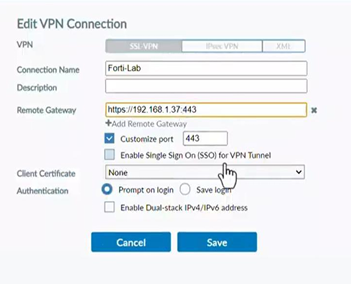 Edit VPN Connection
VPN SSL-VPN IPsec VPN XML
Connection Name Forti-Lab
Description
Remote Gateway https://192.168.1.37:443
+Add Remote Gateway
Customize port 443
Enable Single Sign On (SSO) for VPN Tunnel
Client Certificate None
Authentication Prompt on login Save login
Enable Dual-stack IPv4/IPv6 address
Cancel Save